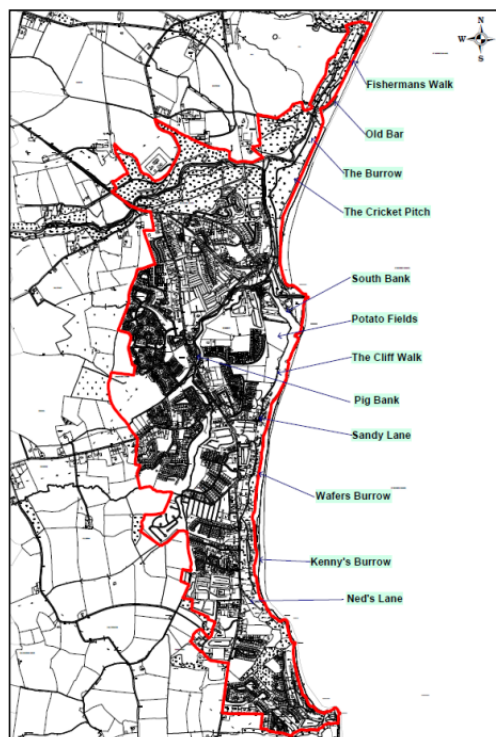 N
W E
S
Fishermans Walk
Old Bar
The Burrow
The Cricket Pitch
South Bank
Potato Fields
The Cliff Walk
Pig Bank
Sandy Lane
Wafers Burrow
Kenny's Burrow
Ned's Lane